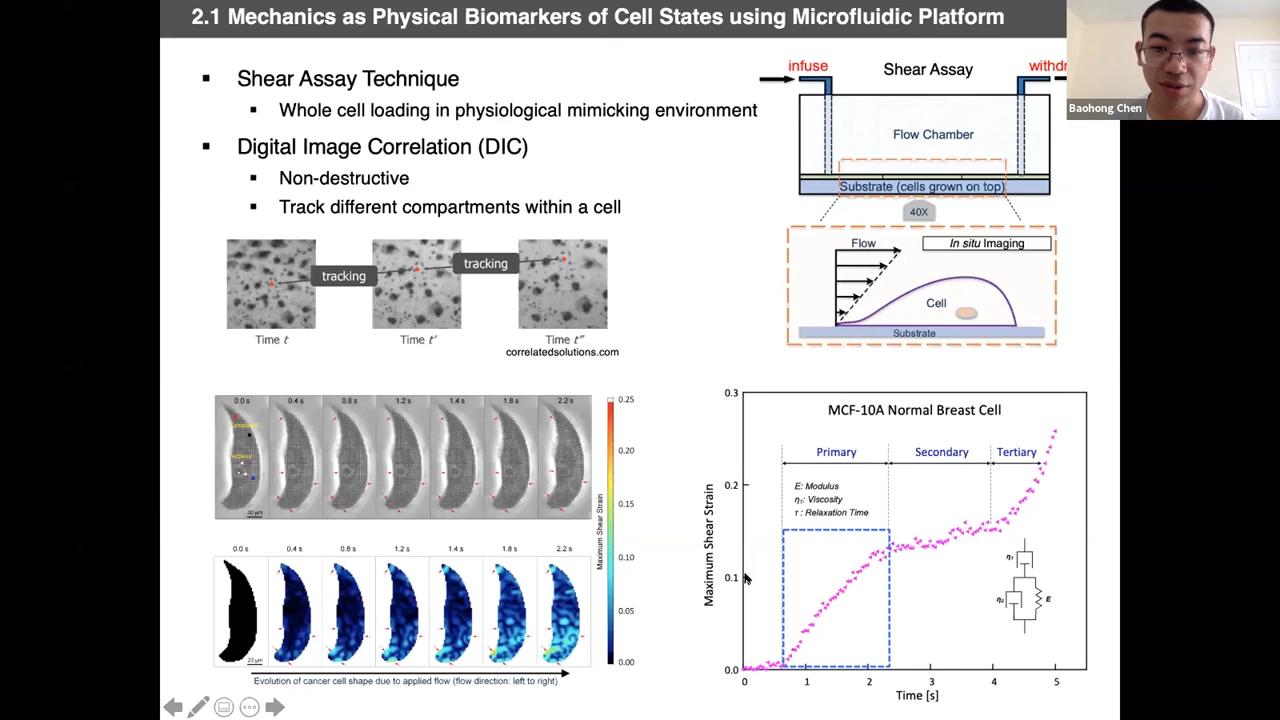 2.1 Mechanics as Physical Biomarkers of Cell States using Microfluidic Platform
Baohong Chen
▪ Shear Assay Technique
▪ Whole cell loading in physiological mimicking environment
▪ Digital Image Correlation (DIC)
▪ Non-destructive
▪ Track different compartments within a cell
tracking
tracking
Time t
Time t'
Time t"
correlatedsolutions.com
infuse
Shear Assay
withdr
Flow Chamber
Substrate (cells grown on top)
40X
Flow
In situ Imaging
Cell
Substrate
0.0 s 0.4 s 0.8 s 1.2 s 1.4 s 1.8 s 2.2 s
20 μm
0.0 s 0.4 s 0.8 s 1.2 s 1.4 s 1.8 s 2.2 s
20 μm
0.25
0.20
0.15
0.10
0.05
0.00
Maximum Shear Strain
Evolution of cancer cell shape due to applied flow (flow direction: left to right)
MCF-10A Normal Breast Cell
Primary
Secondary
Tertiary
E: Modulus
η₁: Viscosity
τ : Relaxation Time
η₁
η₂
E
Maximum Shear Strain
0.3
0.2
0.1
0.0
0 1 2 3 4 5
Time [s]